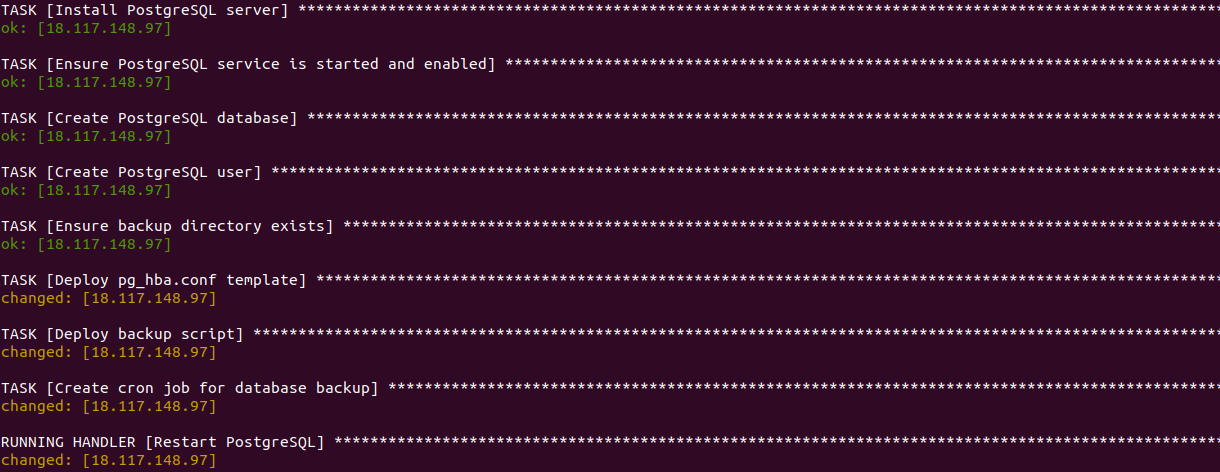 TASK [Install PostgreSQL server] *******************************************************************************************************
ok: [18.117.148.97]
TASK [Ensure PostgreSQL service is started and enabled] ********************************************************************************
ok: [18.117.148.97]
TASK [Create PostgreSQL database] ******************************************************************************************************
ok: [18.117.148.97]
TASK [Create PostgreSQL user] **********************************************************************************************************
ok: [18.117.148.97]
TASK [Ensure backup directory exists] **************************************************************************************************
ok: [18.117.148.97]
TASK [Deploy pg_hba.conf template] *****************************************************************************************************
changed: [18.117.148.97]
TASK [Deploy backup script] ************************************************************************************************************
changed: [18.117.148.97]
TASK [Create cron job for database backup] *********************************************************************************************
changed: [18.117.148.97]
RUNNING HANDLER [Restart PostgreSQL] ***************************************************************************************************
changed: [18.117.148.97]